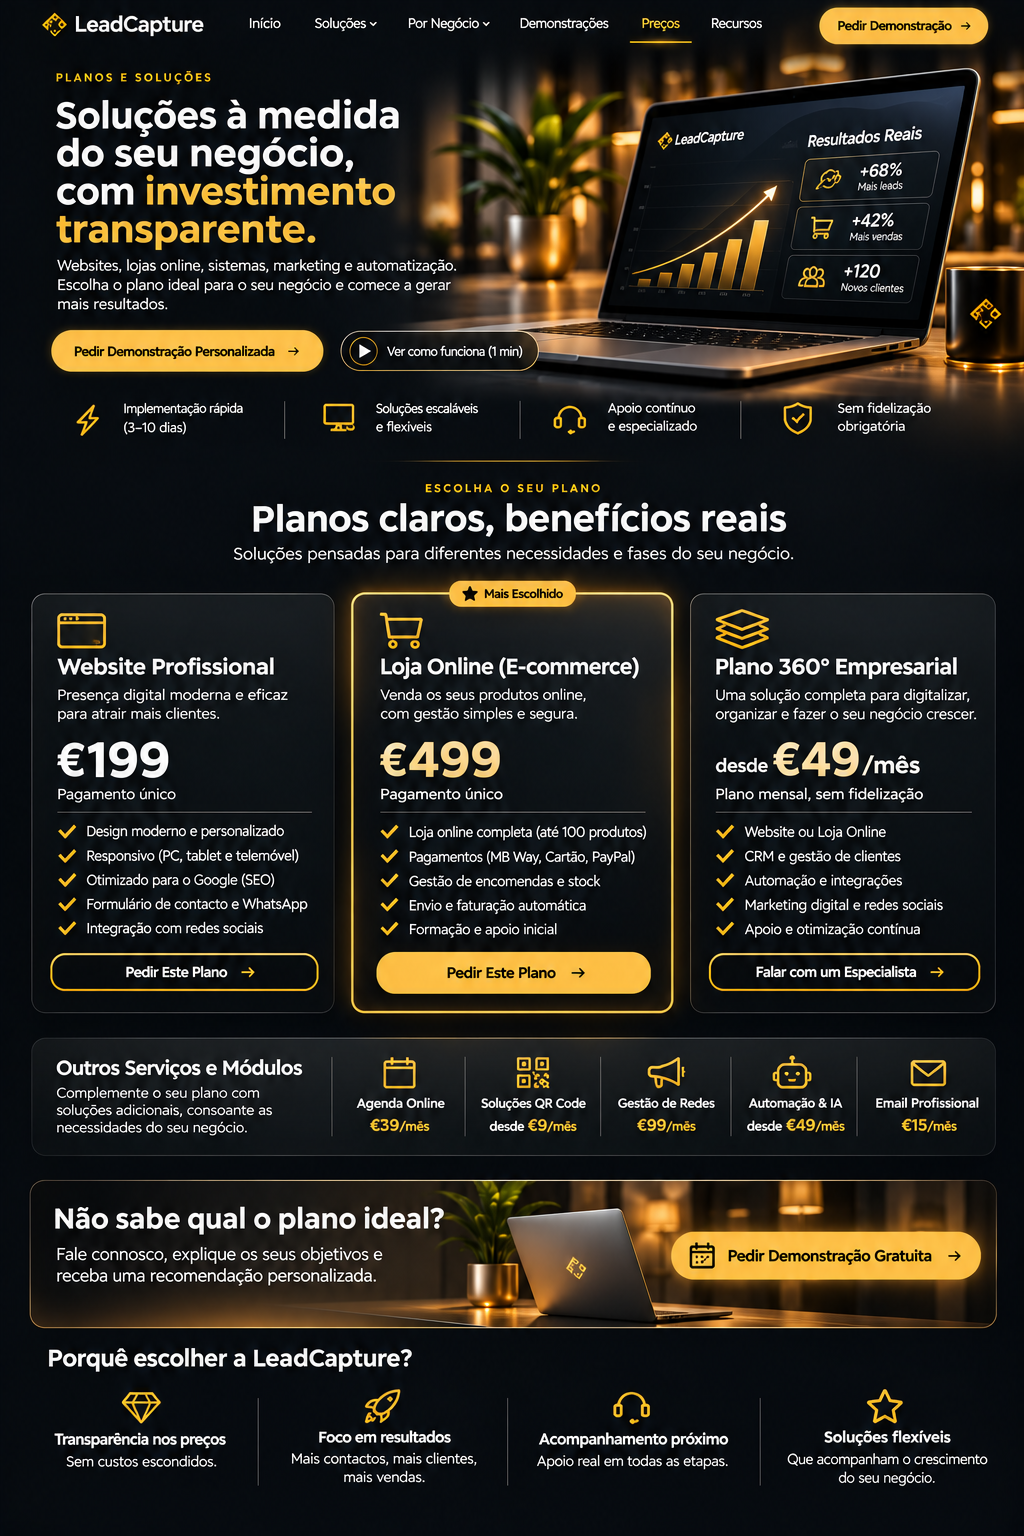 LeadCapture
Início
Soluções
Por Negócio
Demonstrações
Preços
Recursos
Pedir Demonstração →
PLANOS E SOLUÇÕES
Soluções à medida
do seu negócio,
com investimento
transparente.
Websites, lojas online, sistemas, marketing e automatização.
Escolha o plano ideal para o seu negócio e comece a gerar
mais resultados.
Pedir Demonstração Personalizada →
Ver como funciona (1 min)
LeadCapture
Resultados Reais
+68%
Mais leads
+42%
Mais vendas
+120
Novos clientes
Implementação rápida
(3–10 dias)
Soluções escaláveis
e flexíveis
Apoio contínuo
e especializado
Sem fidelização
obrigatória
ESCOLHA O SEU PLANO
Planos claros, benefícios reais
Soluções pensadas para diferentes necessidades e fases do seu negócio.
Website Profissional
Presença digital moderna e eficaz
para atrair mais clientes.
€199
Pagamento único
Design moderno e personalizado
Responsivo (PC, tablet e telemóvel)
Otimizado para o Google (SEO)
Formulário de contacto e WhatsApp
Integração com redes sociais
Pedir Este Plano →
Mais Escolhido
Loja Online (E-commerce)
Venda os seus produtos online,
com gestão simples e segura.
€499
Pagamento único
Loja online completa (até 100 produtos)
Pagamentos (MB Way, Cartão, PayPal)
Gestão de encomendas e stock
Envio e faturação automática
Formação e apoio inicial
Pedir Este Plano →
Plano 360° Empresarial
Uma solução completa para digitalizar,
organizar e fazer o seu negócio crescer.
desde €49/mês
Plano mensal, sem fidelização
Website ou Loja Online
CRM e gestão de clientes
Automação e integrações
Marketing digital e redes sociais
Apoio e otimização contínua
Falar com um Especialista →
Outros Serviços e Módulos
Complemente o seu plano com
soluções adicionais, consoante as
necessidades do seu negócio.
Agenda Online
€39/mês
Soluções QR Code
desde €9/mês
Gestão de Redes
€99/mês
Automação & IA
desde €49/mês
Email Profissional
€15/mês
Não sabe qual o plano ideal?
Fale connosco, explique os seus objetivos e
receba uma recomendação personalizada.
Pedir Demonstração Gratuita →
Porquê escolher a LeadCapture?
Transparência nos preços
Sem custos escondidos.
Foco em resultados
Mais contactos, mais clientes,
mais vendas.
Acompanhamento próximo
Apoio real em todas as etapas.
Soluções flexíveis
Que acompanham o crescimento
do seu negócio.